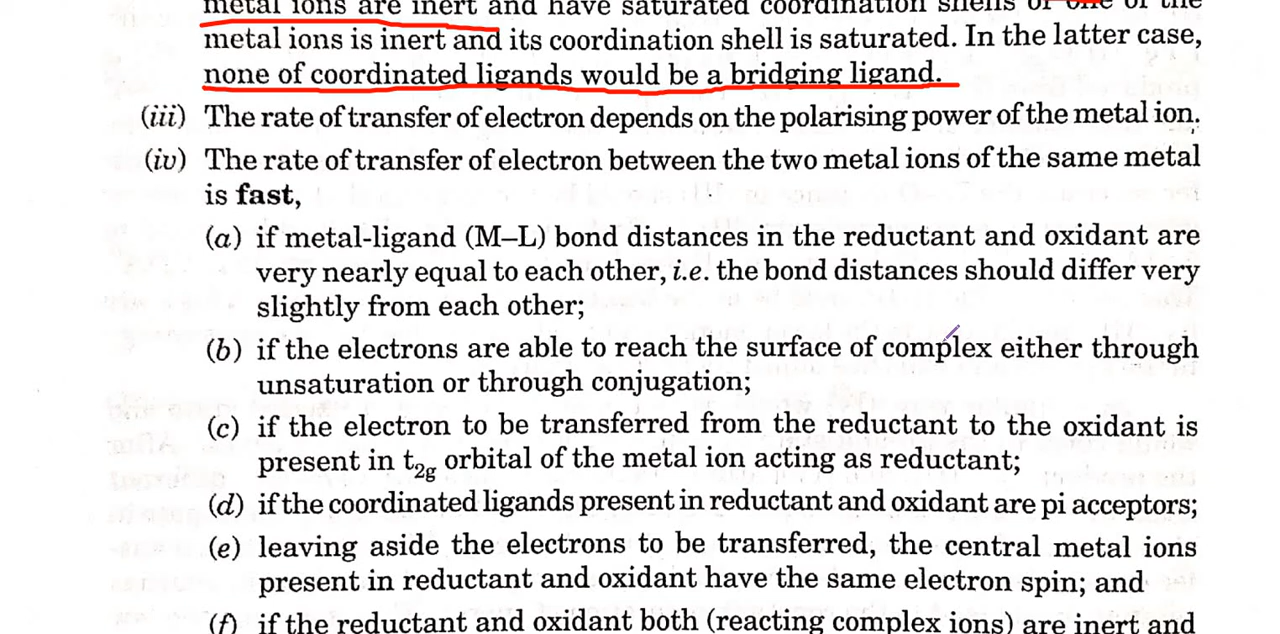 metal ions are inert and have saturated coordination shells or one of the
metal ions is inert and its coordination shell is saturated. In the latter case,
none of coordinated ligands would be a bridging ligand.
(iii) The rate of transfer of electron depends on the polarising power of the metal ion.
(iv) The rate of transfer of electron between the two metal ions of the same metal
is fast,
(a) if metal-ligand (M–L) bond distances in the reductant and oxidant are
very nearly equal to each other, i.e. the bond distances should differ very
slightly from each other;
(b) if the electrons are able to reach the surface of complex either through
unsaturation or through conjugation;
(c) if the electron to be transferred from the reductant to the oxidant is
present in t2g orbital of the metal ion acting as reductant;
(d) if the coordinated ligands present in reductant and oxidant are pi acceptors;
(e) leaving aside the electrons to be transferred, the central metal ions
present in reductant and oxidant have the same electron spin; and
(f) if the reductant and oxidant both (reacting complex ions) are inert and